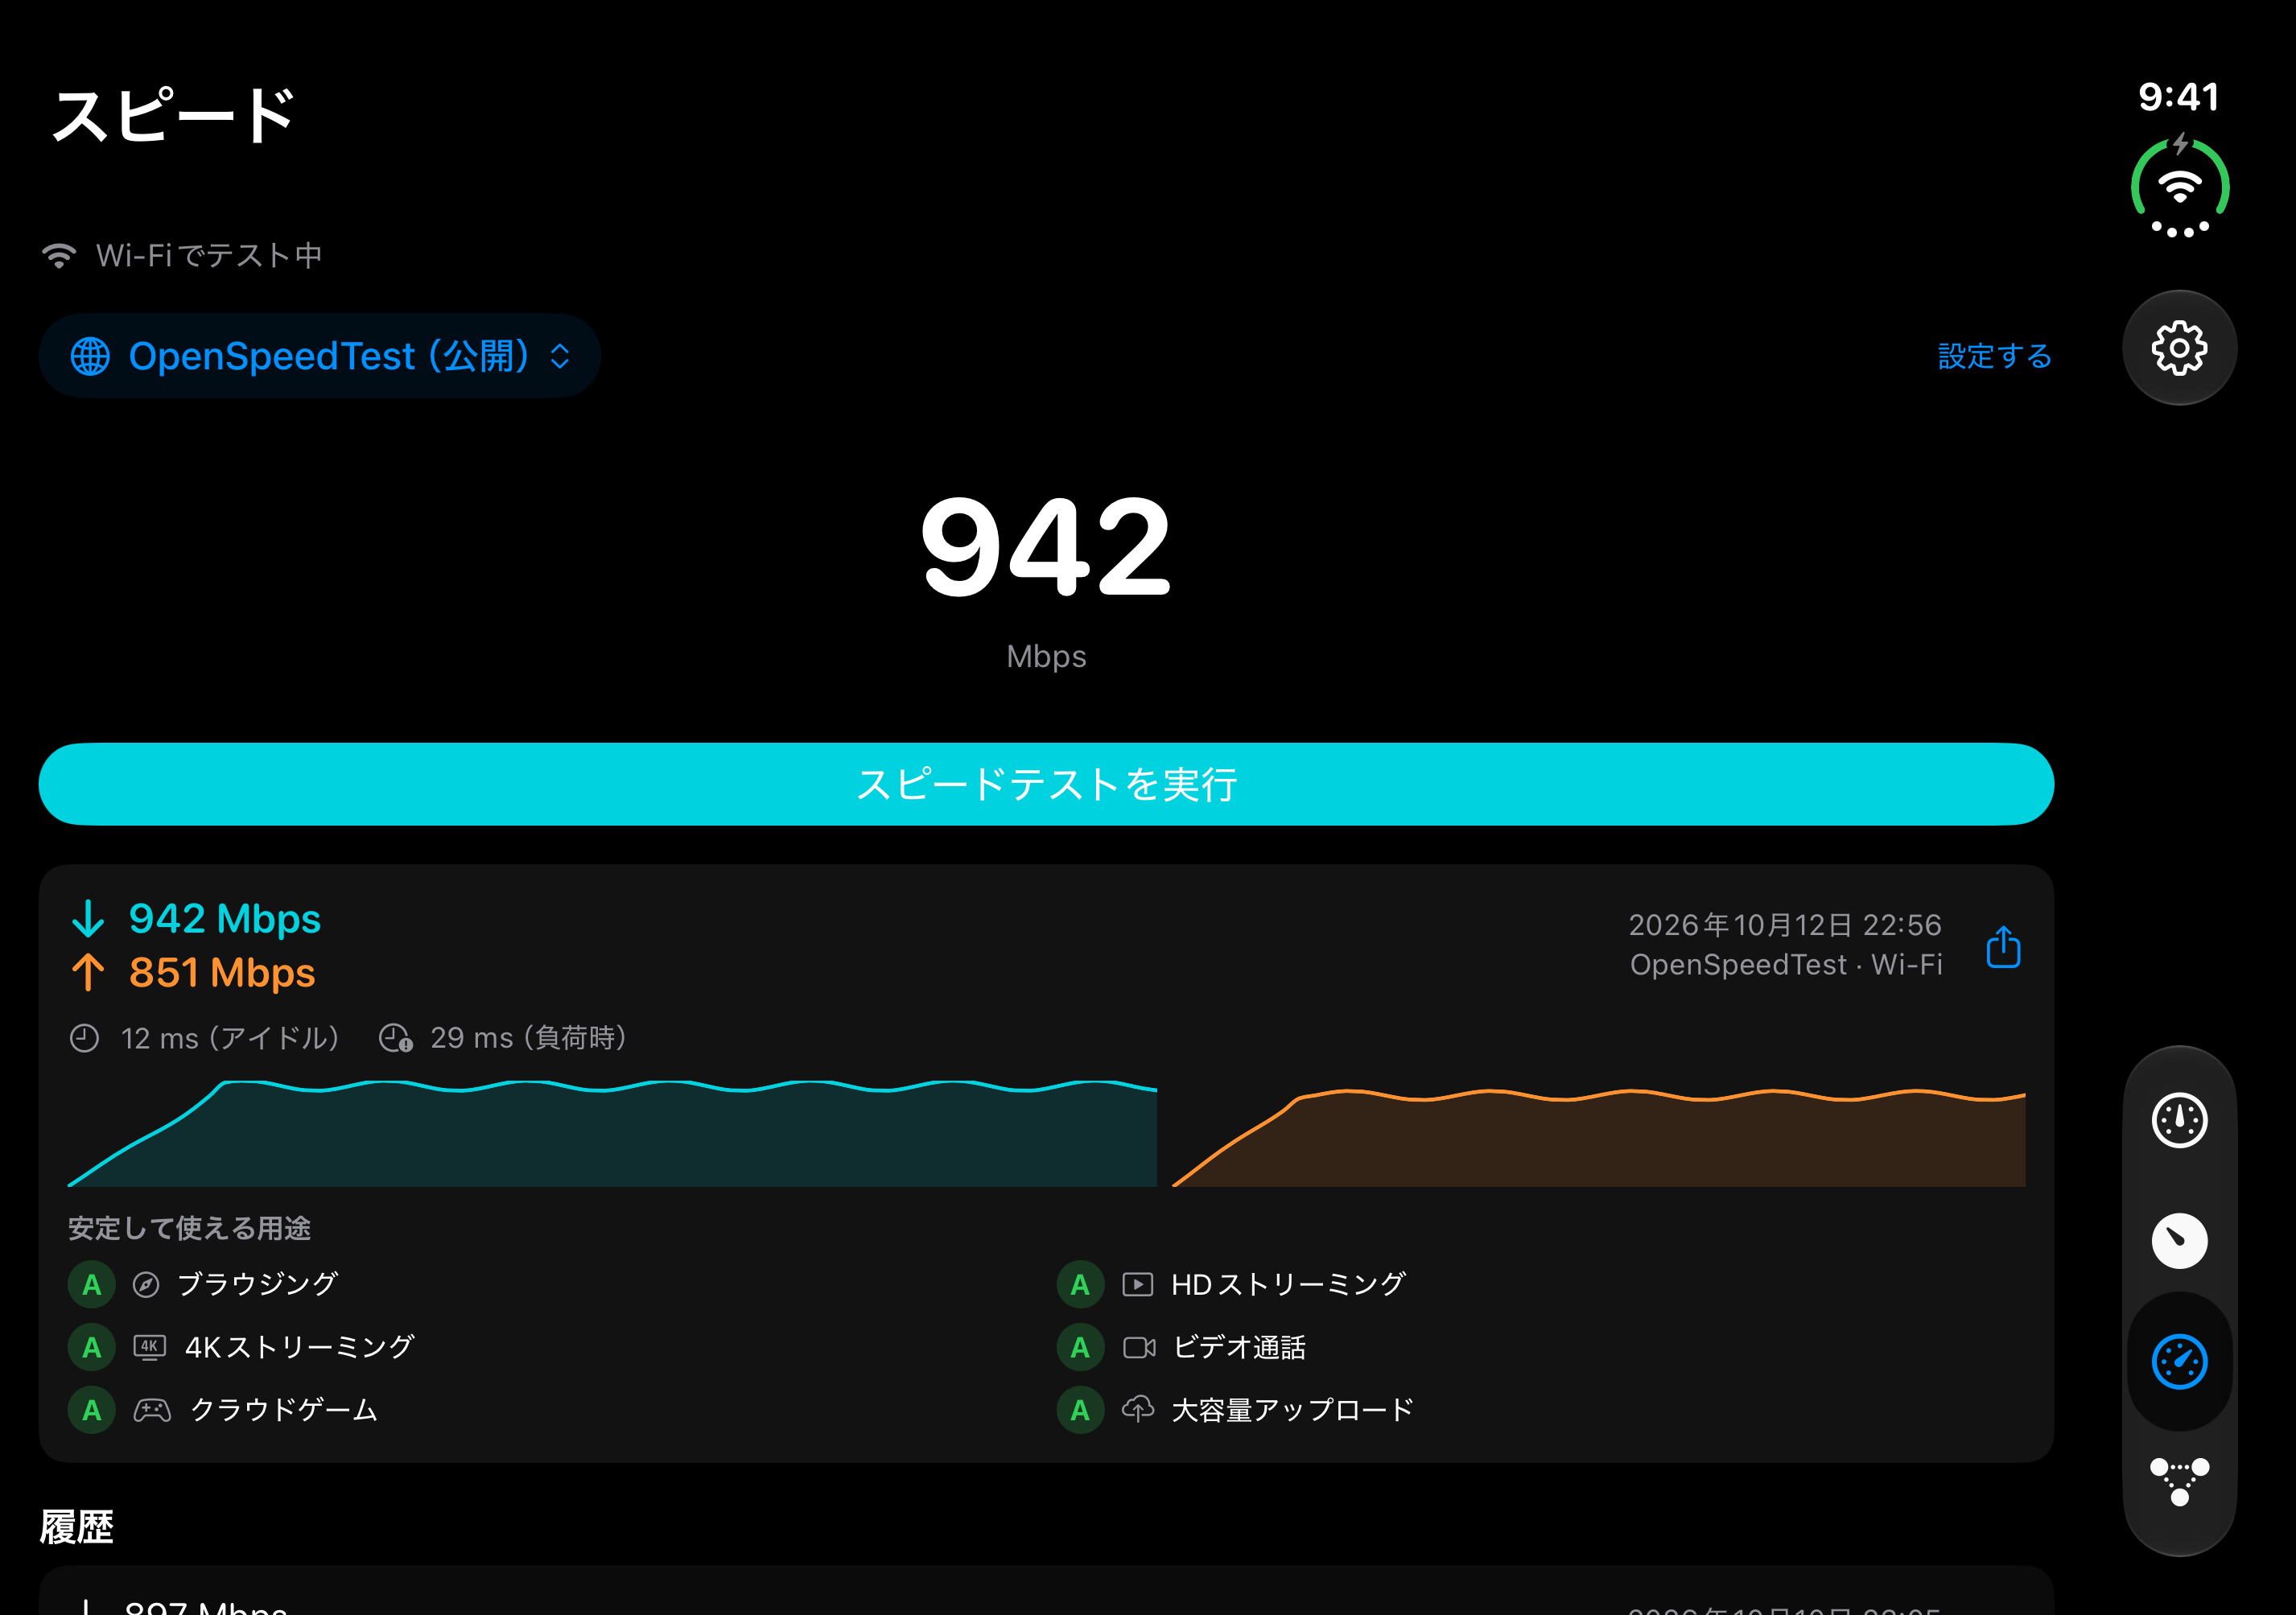 スピード
9:41
Wi-Fiでテスト中
OpenSpeedTest（公開）
設定する
942
Mbps
スピードテストを実行
942 Mbps
851 Mbps
2026年10月12日 22:56
OpenSpeedTest · Wi-Fi
12 ms（アイドル）
29 ms（負荷時）
安定して使える用途
A ブラウジング
A HDストリーミング
A 4K 4Kストリーミング
A ビデオ通話
A クラウドゲーム
A 大容量アップロード
履歴
897 Mbps